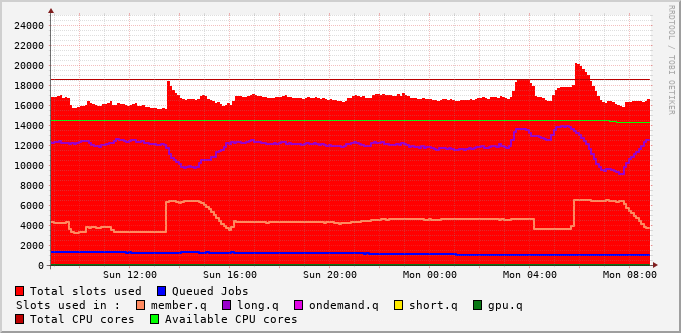 24000
22000
20000
18000
16000
14000
12000
10000
8000
6000
4000
2000
0
Sun 12:00 Sun 16:00 Sun 20:00 Mon 00:00 Mon 04:00 Mon 08:00
Total slots used Queued Jobs
Slots used in : member.q long.q ondemand.q short.q gpu.q
Total CPU cores Available CPU cores
RRDTOOL / TOBI OETIKER